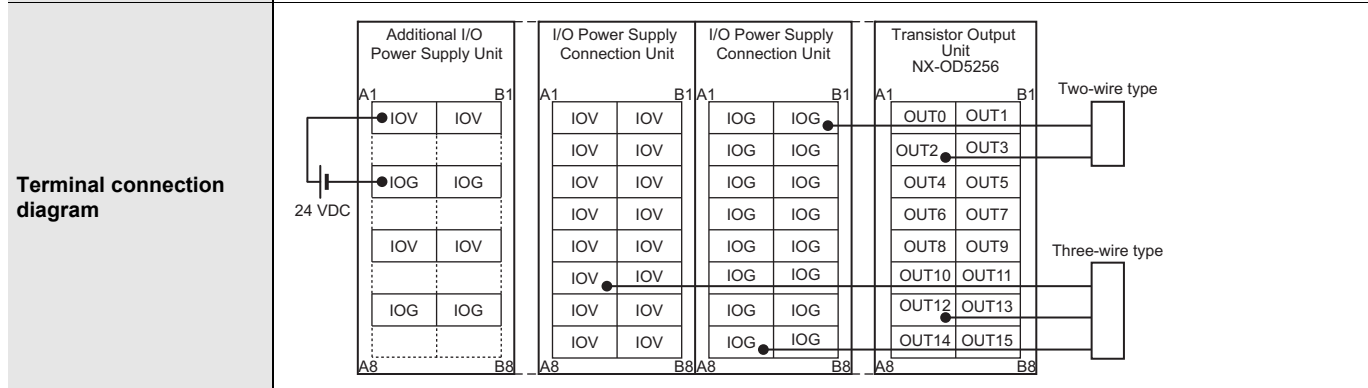 Terminal connection
diagram
Additional I/O
Power Supply Unit
I/O Power Supply
Connection Unit
I/O Power Supply
Connection Unit
Transistor Output
Unit
NX-OD5256
Two-wire type
A1 B1 A1 B1 A1 B1 A1 B1
IOV IOV IOV IOV IOG IOG OUT0 OUT1
IOV IOV IOG IOG OUT2 OUT3
IOG IOG IOV IOV IOG IOG OUT4 OUT5
24 VDC
IOV IOV IOG IOG OUT6 OUT7
IOV IOV IOV IOV IOG IOG OUT8 OUT9
Three-wire type
IOV IOV IOG IOG OUT10 OUT11
IOG IOG IOV IOV IOG IOG OUT12 OUT13
IOV IOV IOG IOG OUT14 OUT15
A8 B8 A8 B8 A8 B8 A8 B8